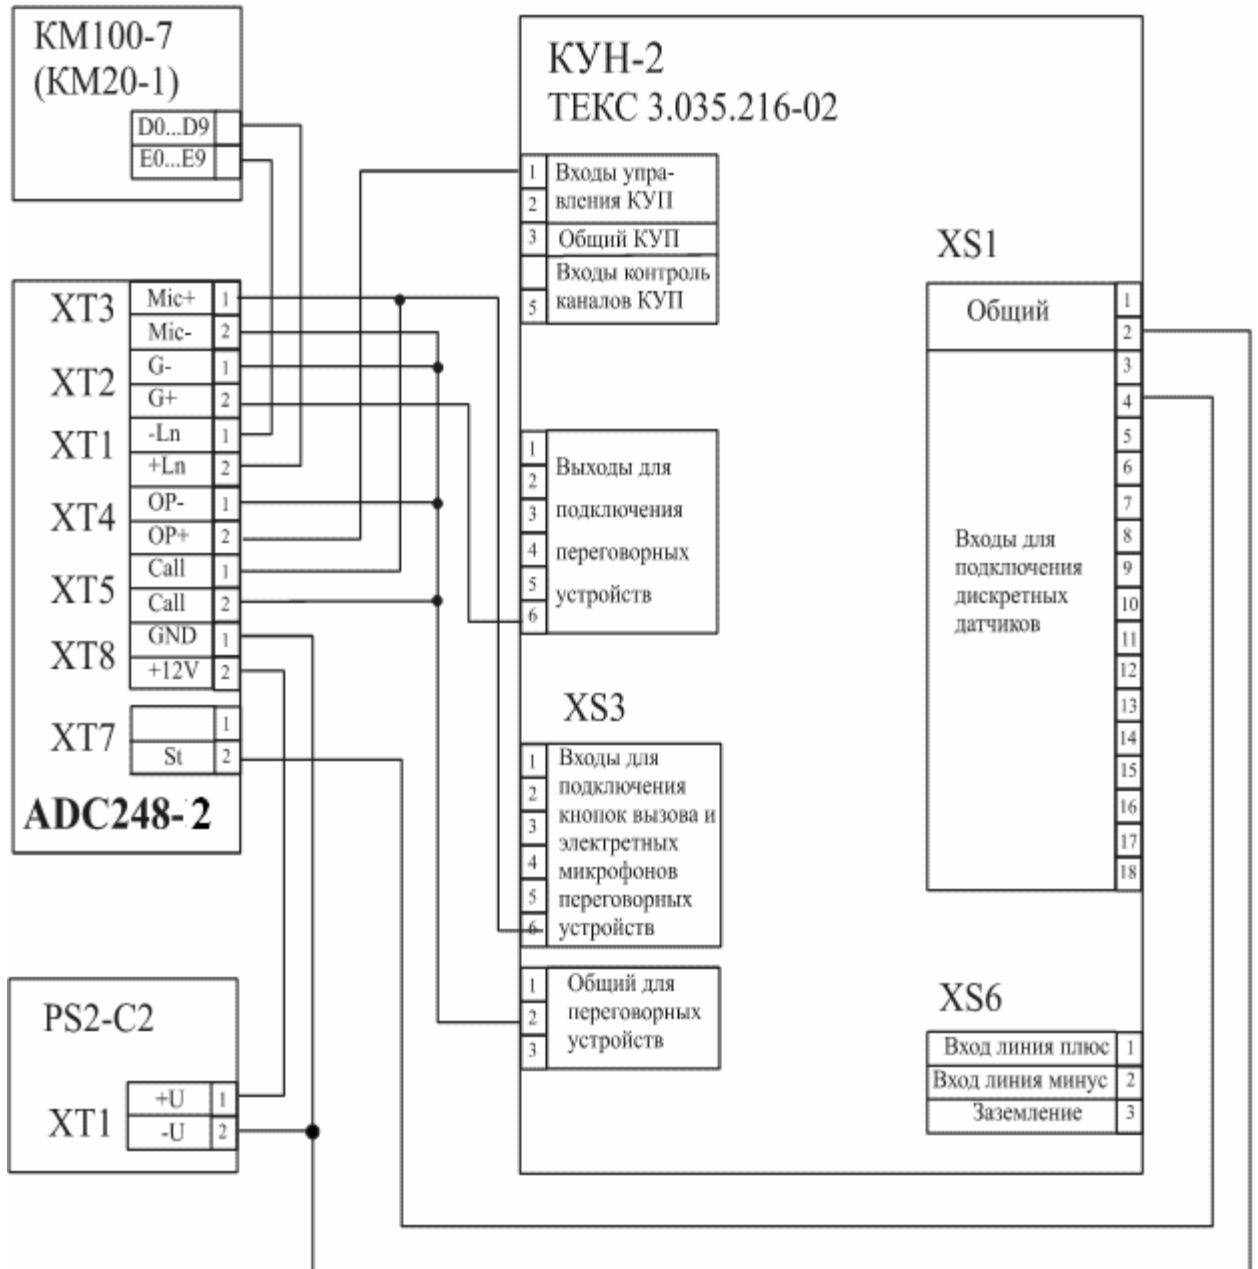 КМ100-7
(КМ20-1)
D0...D9
E0...E9
XT3
Mic+ 1
Mic- 2
XT2
G- 1
G+ 2
XT1
-Ln 1
+Ln 2
XT4
OP- 1
OP+ 2
XT5
Call 1
Call 2
XT8
GND 1
+12V 2
XT7
1
St 2
ADC248-2
PS2-C2
XT1
+U 1
-U 2
КУН-2
ТЕКС 3.035.216-02
1 Входы упра-
2 вления КУП
3 Общий КУП
Входы контроль
5 каналов КУП
1
2
3
4
5
6
Выходы для
подключения
переговорных
устройств
XS3
1
2
3
4
5
6
Входы для
подключения
кнопок вызова и
электретных
микрофонов
переговорных
устройств
1
2
3
Общий для
переговорных
устройств
XS1
Общий
1
2
3
4
5
6
7
8
9
10
11
12
13
14
15
16
17
18
Входы для
подключения
дискретных
датчиков
XS6
Вход линия плюс 1
Вход линия минус 2
Заземление 3